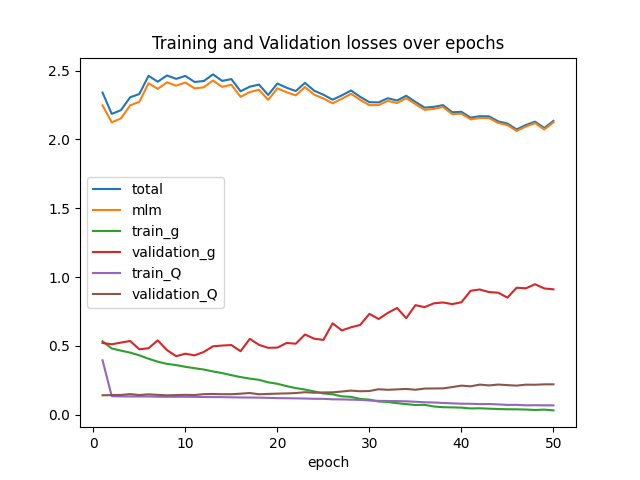 Training and Validation losses over epochs
2.5
2.0
1.5
1.0
0.5
0.0
total
mlm
train_g
validation_g
train_Q
validation_Q
0 10 20 30 40 50
epoch